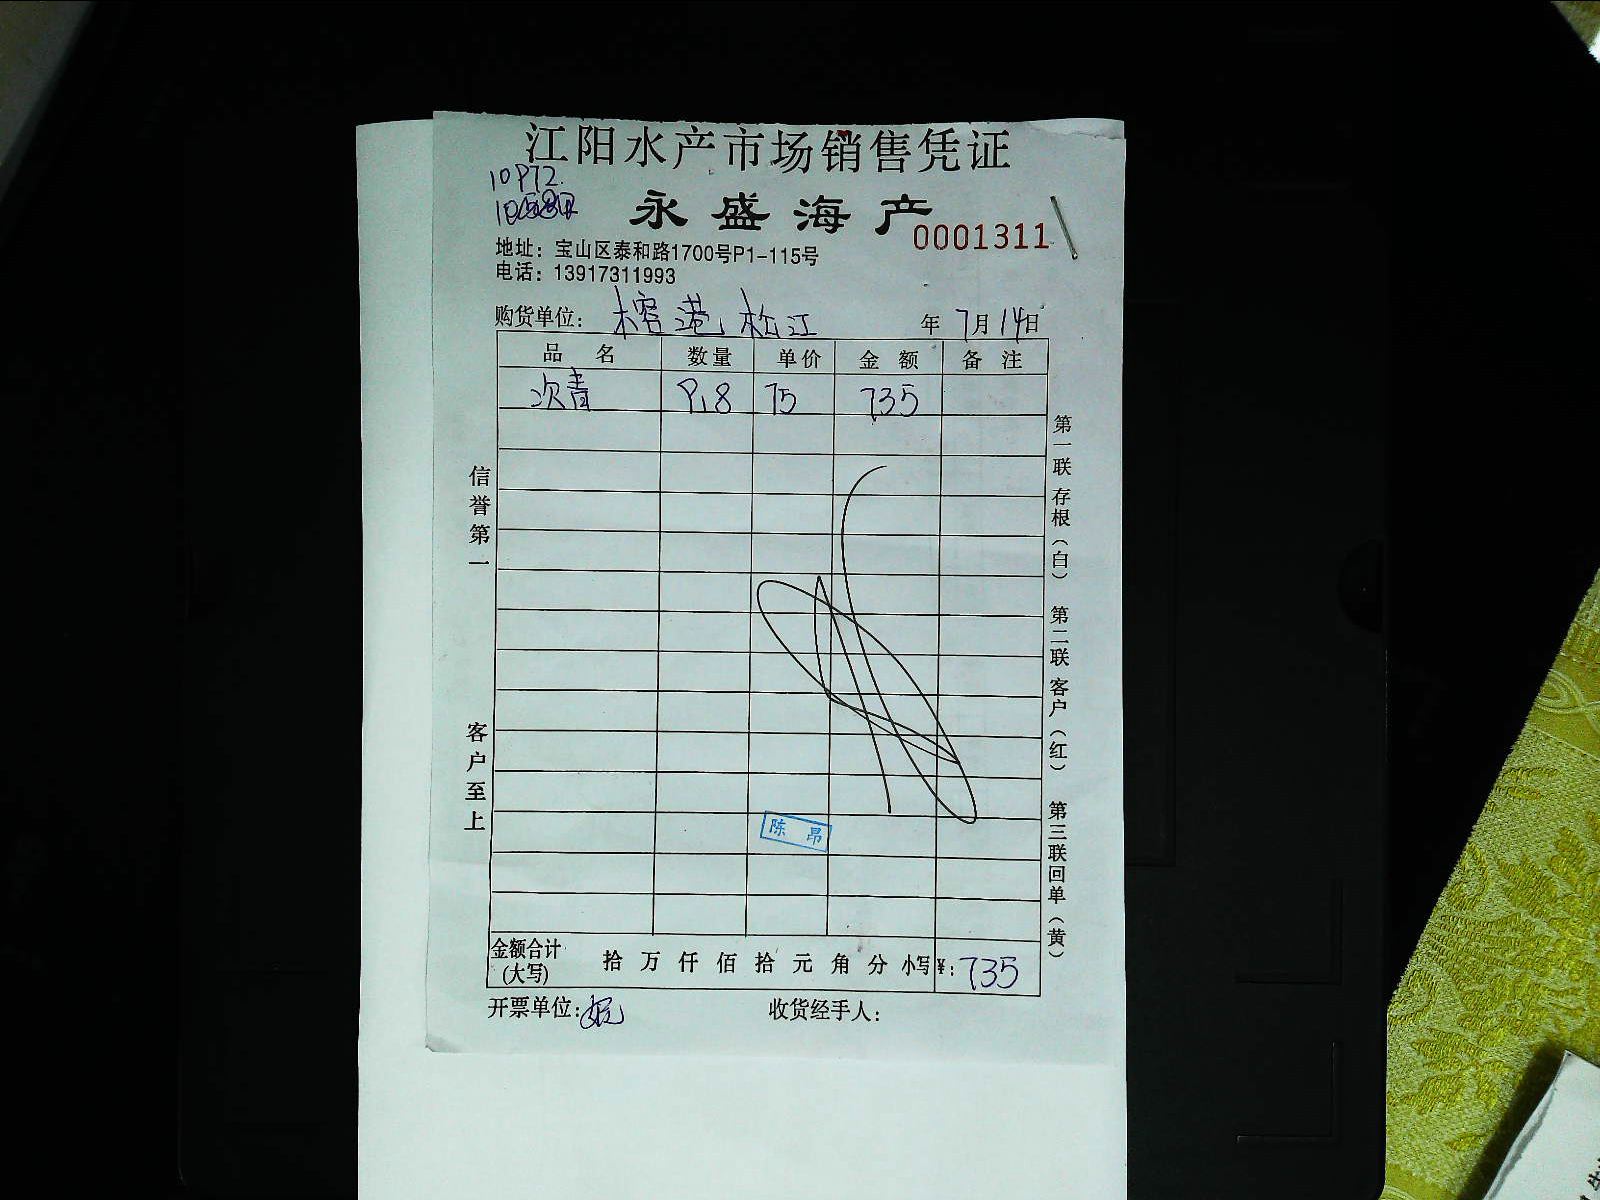 江阳水产市场销售凭证
10972.
永盛海产
0001311
地址：宝山区泰和路1700号P1-115号
电话：13917311993
购货单位：榕港 松江 年 7月14日
品名 数量 单价 金额 备注
次青 9.8 75 735
信誉第一
客户至上
第一联存根（白）
第二联客户（红）
第三联回单（黄）
陈昂
金额合计（大写） 拾 万 仟 佰 拾 元 角 分 小写¥：735
开票单位：
收货经手人：